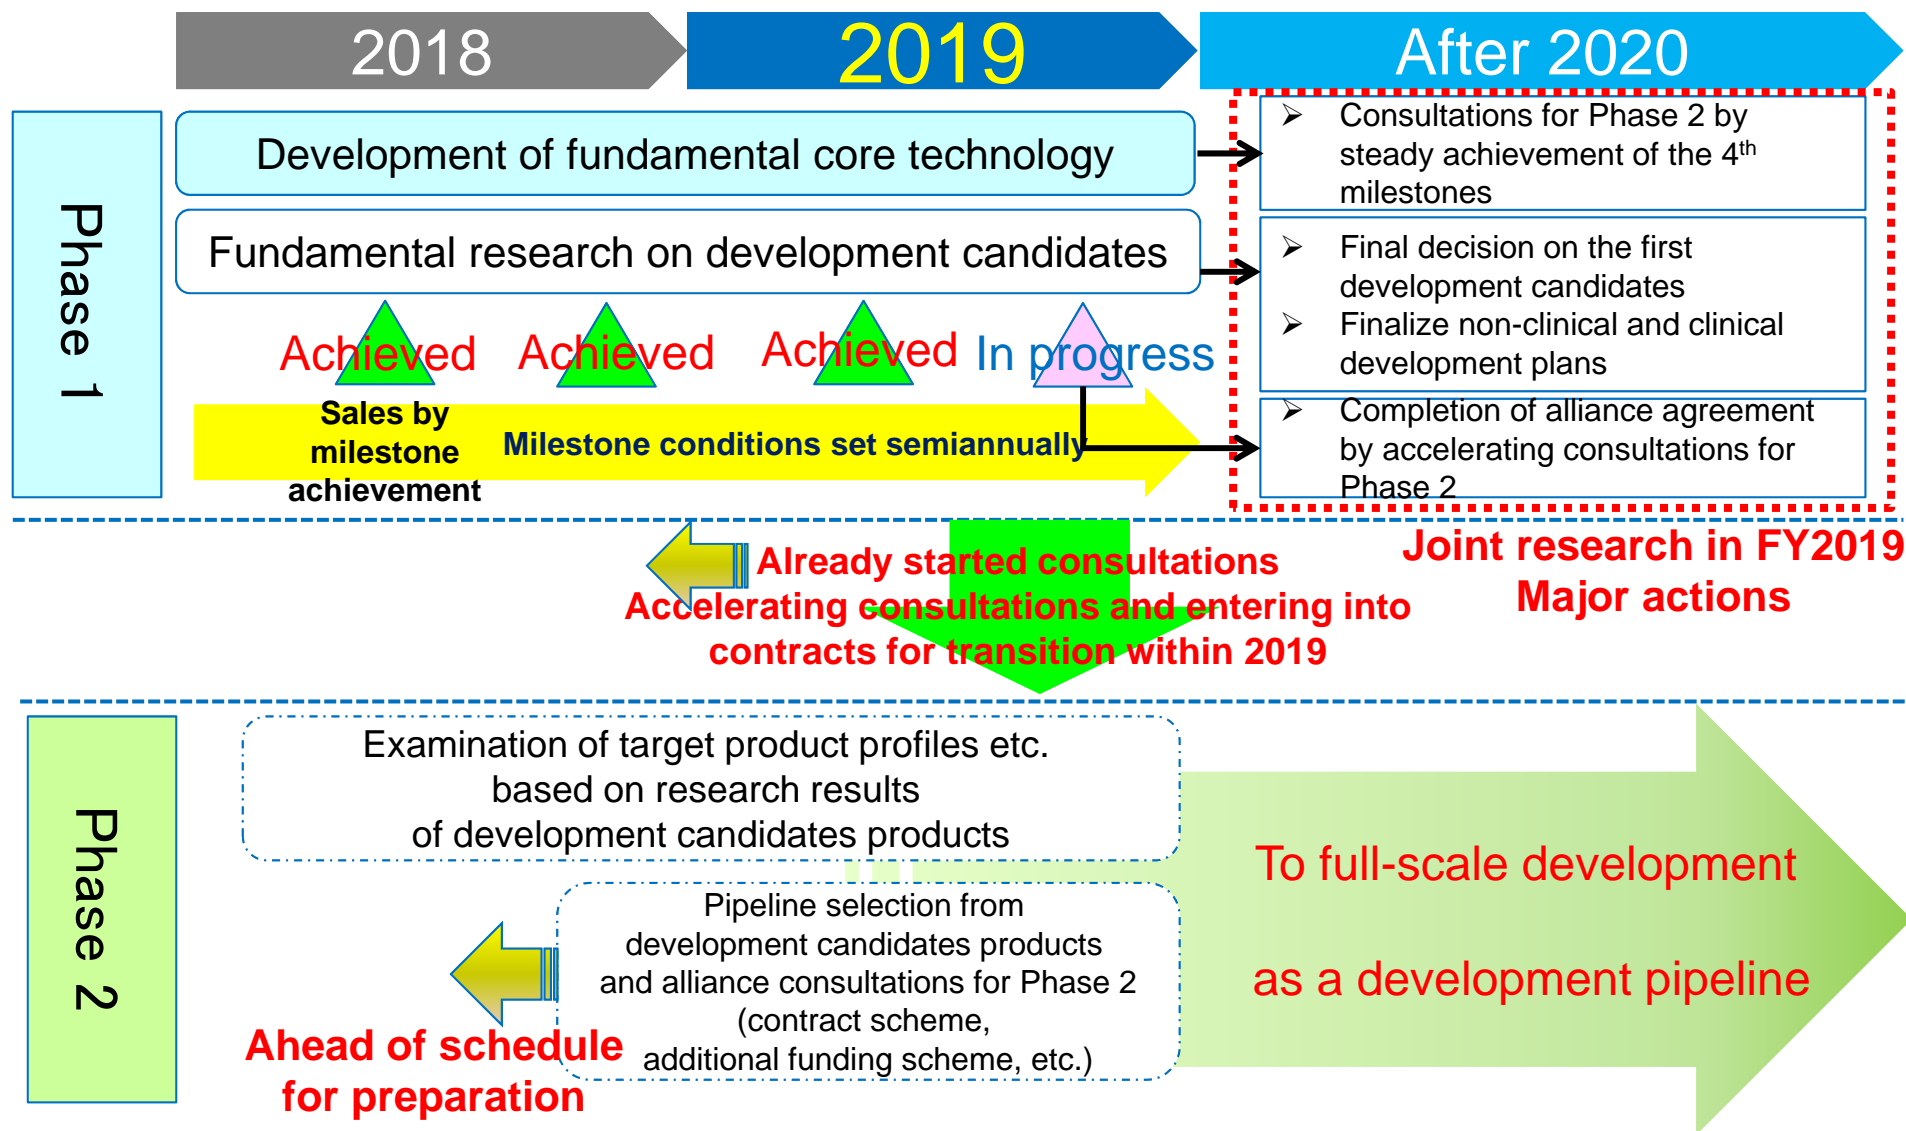 2018
2019
After 2020
Phase 1
Development of fundamental core technology
Fundamental research on development candidates
Achieved
Achieved
Achieved
In progress
Sales by
milestone
achievement
Milestone conditions set semiannually
➢ Consultations for Phase 2 by
steady achievement of the 4th
milestones
➢ Final decision on the first
development candidates
➢ Finalize non-clinical and clinical
development plans
➢ Completion of alliance agreement
by accelerating consultations for
Phase 2
Already started consultations
Accelerating consultations and entering into
contracts for transition within 2019
Joint research in FY2019
Major actions
Phase 2
Examination of target product profiles etc.
based on research results
of development candidates products
Pipeline selection from
development candidates products
and alliance consultations for Phase 2
(contract scheme,
additional funding scheme, etc.)
Ahead of schedule
for preparation
To full-scale development
as a development pipeline